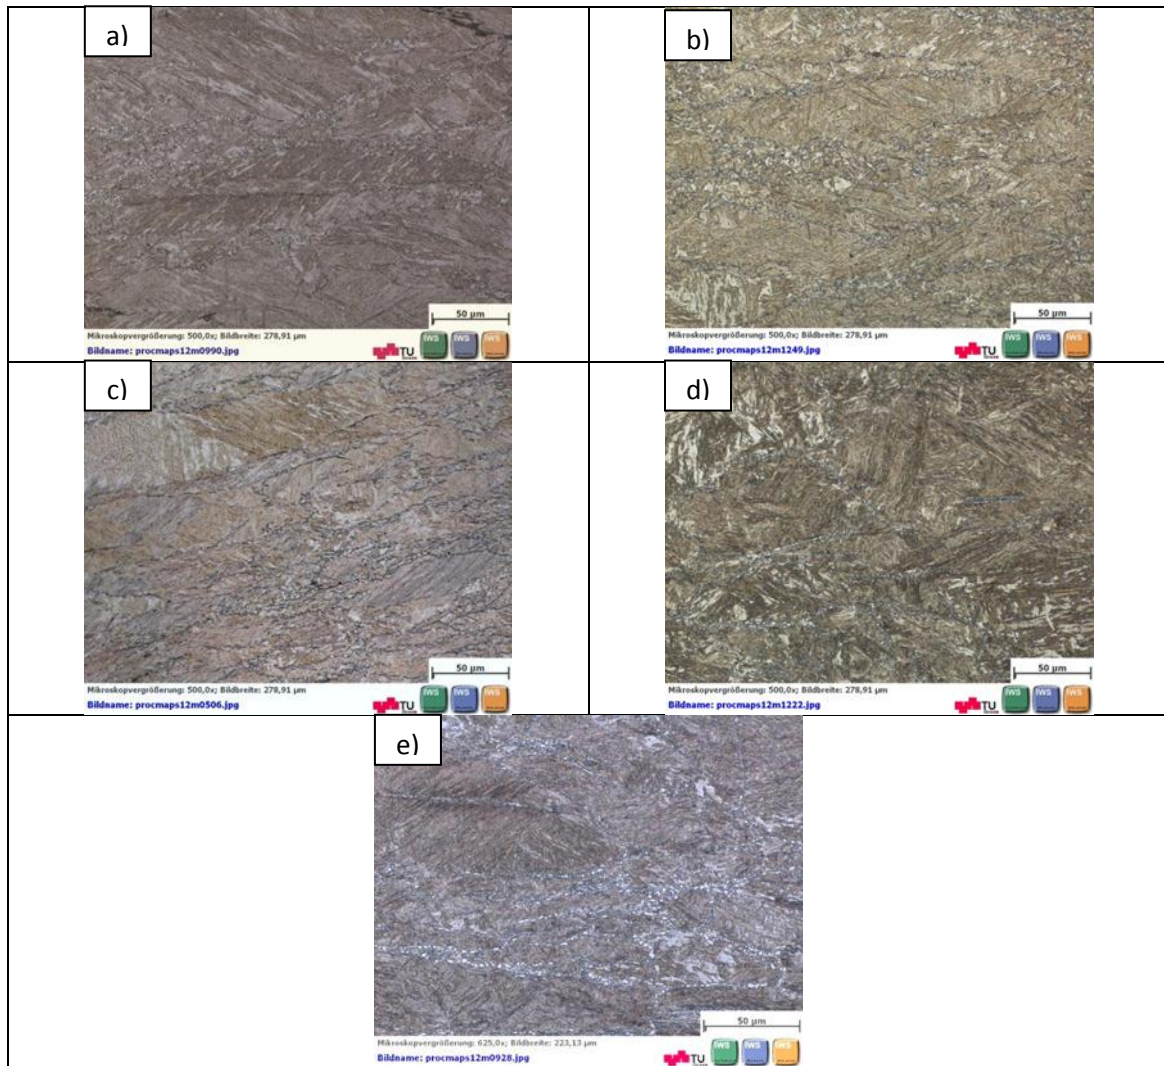 a)
50 µm
Mikroskopvergrößerung: 500,0x; Bildbreite: 278,91 µm
Bildname: procmaps12m0990.jpg
TU
IWS
IWS
IWS
b)
50 µm
Mikroskopvergrößerung: 500,0x; Bildbreite: 278,91 µm
Bildname: procmaps12m1249.jpg
TU
IWS
IWS
IWS
c)
50 µm
Mikroskopvergrößerung: 500,0x; Bildbreite: 278,91 µm
Bildname: procmaps12m0506.jpg
TU
IWS
IWS
IWS
d)
50 µm
Mikroskopvergrößerung: 500,0x; Bildbreite: 278,91 µm
Bildname: procmaps12m1222.jpg
TU
IWS
IWS
IWS
e)
50 µm
Mikroskopvergrößerung: 625,0x; Bildbreite: 223,13 µm
Bildname: procmaps12m0928.jpg
TU
IWS
IWS
IWS